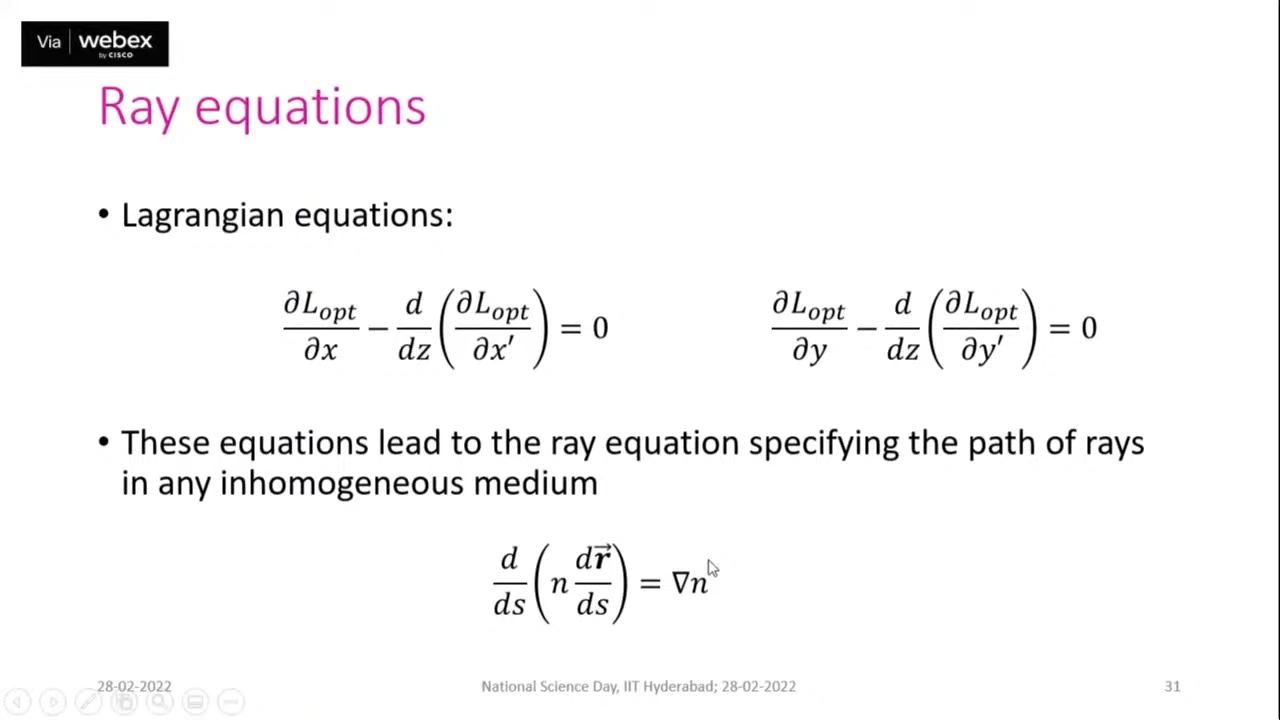 Via | webex
by CISCO
Ray equations
• Lagrangian equations:
∂L_opt/∂x − d/dz (∂L_opt/∂x′) = 0    ∂L_opt/∂y − d/dz (∂L_opt/∂y′) = 0
• These equations lead to the ray equation specifying the path of rays
in any inhomogeneous medium
d/ds (n dr⃗/ds) = ∇n
28-02-2022    National Science Day, IIT Hyderabad; 28-02-2022    31